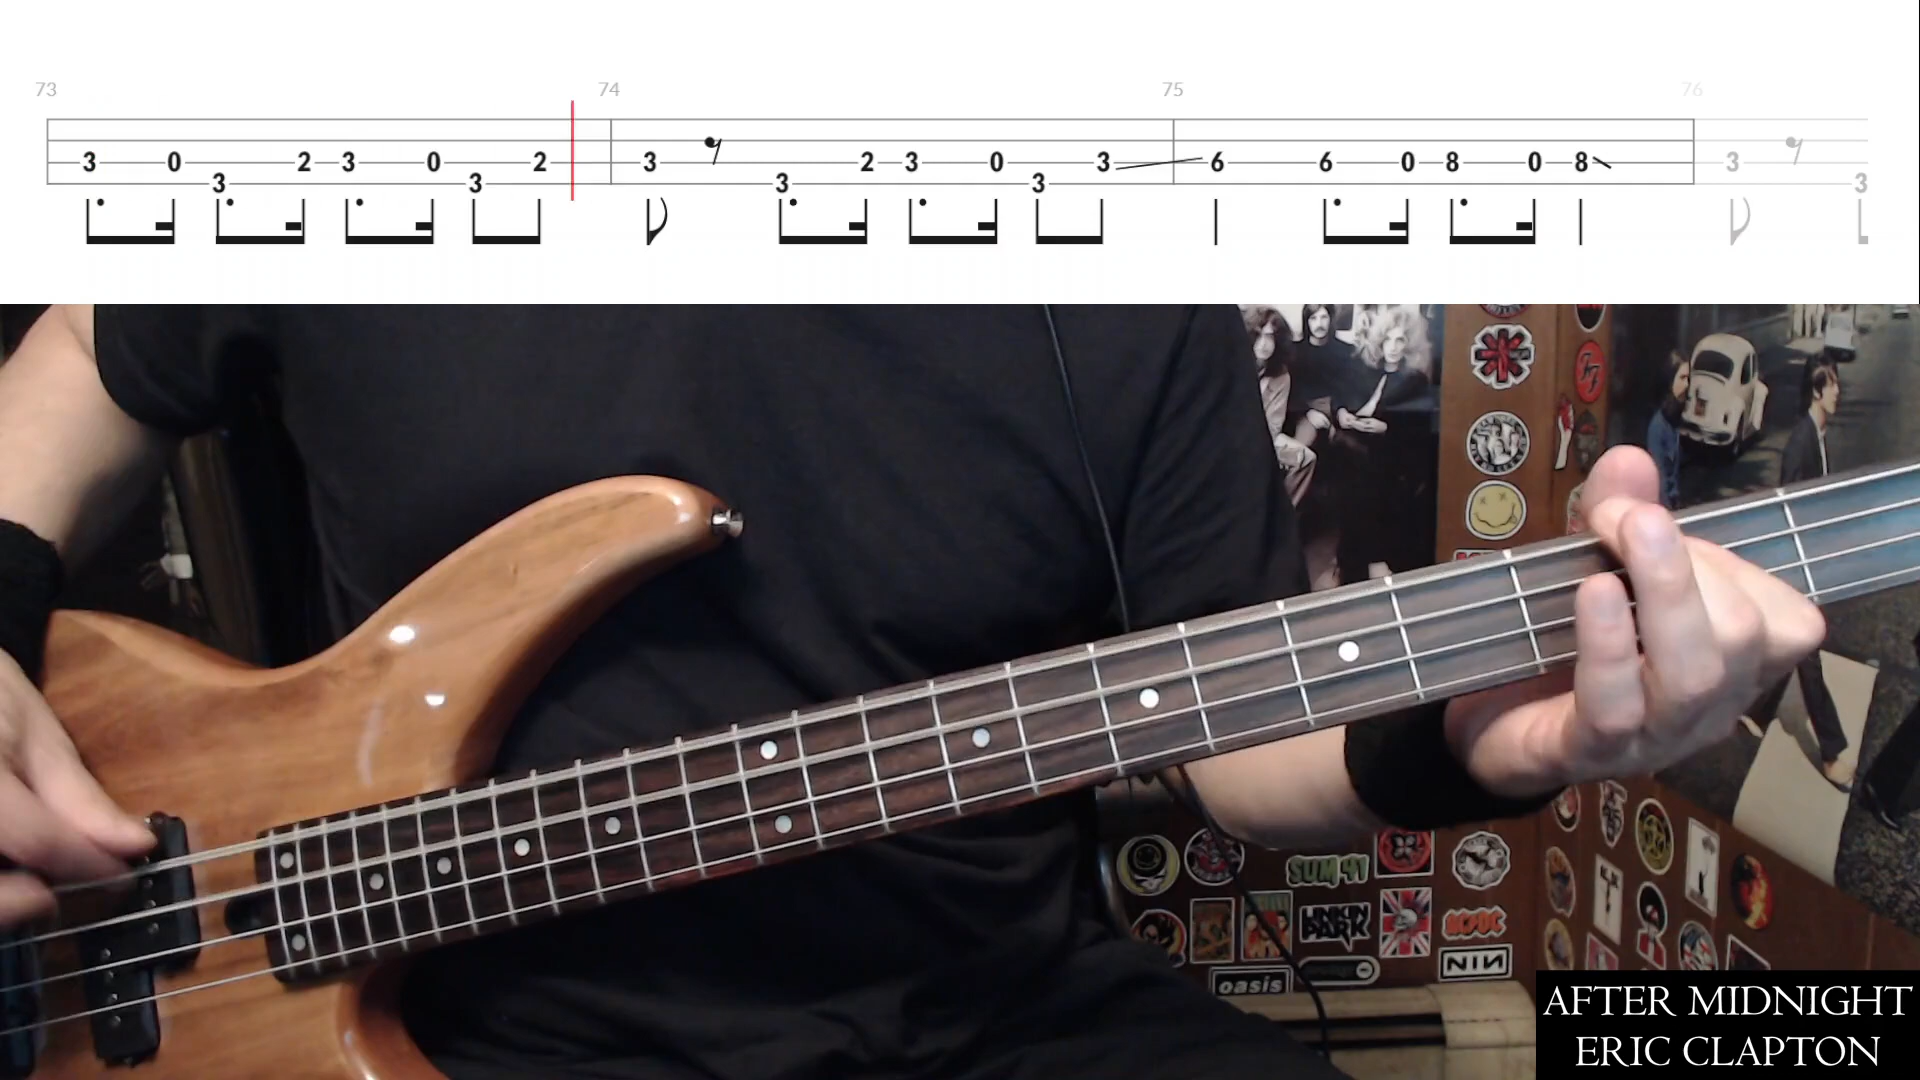 73 74 75 76
3 0 3 2 3 0 3 2 3 3 2 3 0 3 3 6 6 0 8 0 8 3 3
SUM 41
LINKIN PARK
AC/DC
NIN
oasis
AFTER MIDNIGHT
ERIC CLAPTON